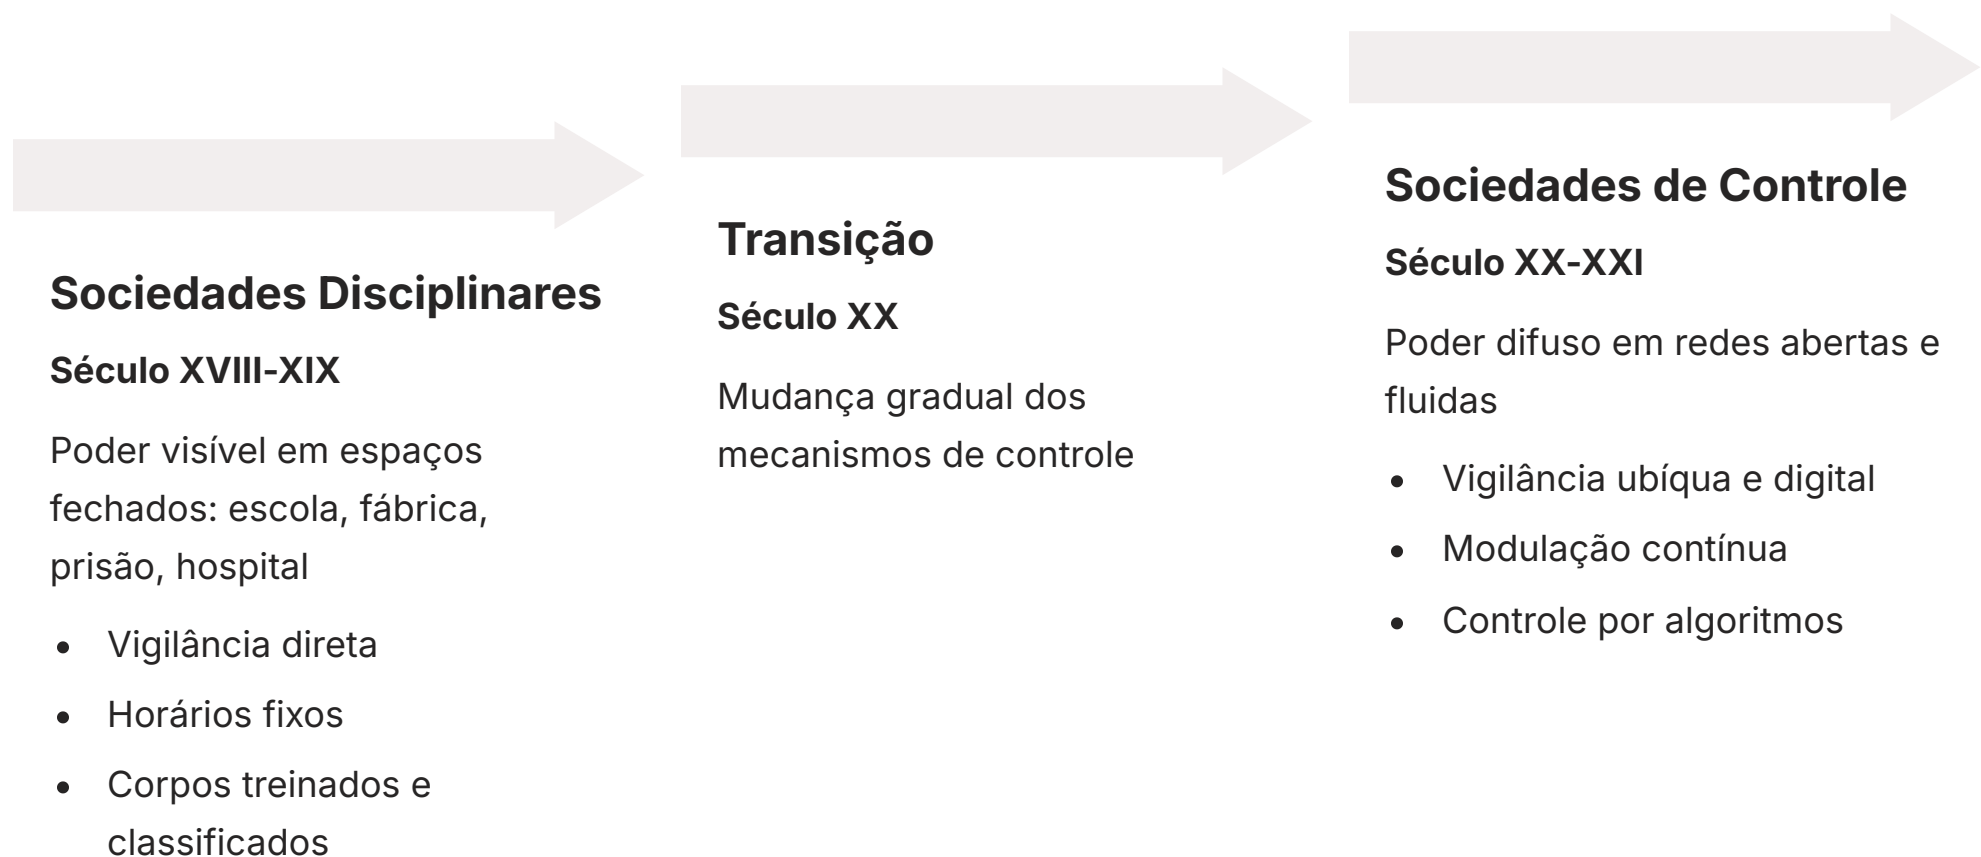 Sociedades Disciplinares
Século XVIII-XIX
Poder visível em espaços
fechados: escola, fábrica,
prisão, hospital
• Vigilância direta
• Horários fixos
• Corpos treinados e
classificados
Transição
Século XX
Mudança gradual dos
mecanismos de controle
Sociedades de Controle
Século XX-XXI
Poder difuso em redes abertas e
fluidas
• Vigilância ubíqua e digital
• Modulação contínua
• Controle por algoritmos